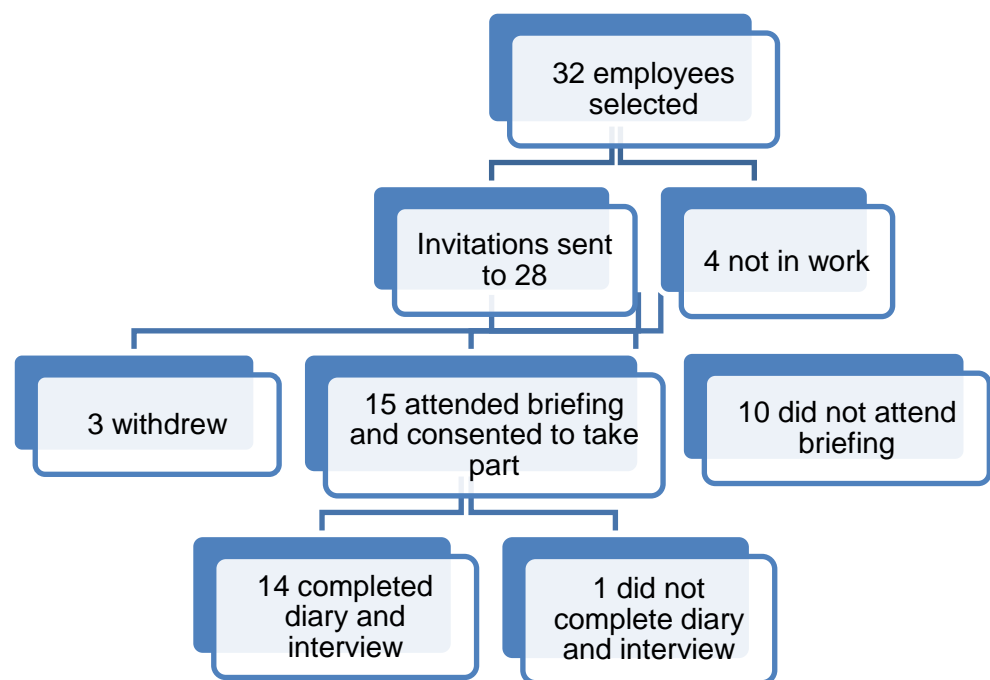 32 employees
selected
Invitations sent
to 28
4 not in work
3 withdrew
15 attended briefing
and consented to take
part
10 did not attend
briefing
14 completed
diary and
interview
1 did not
complete diary
and interview